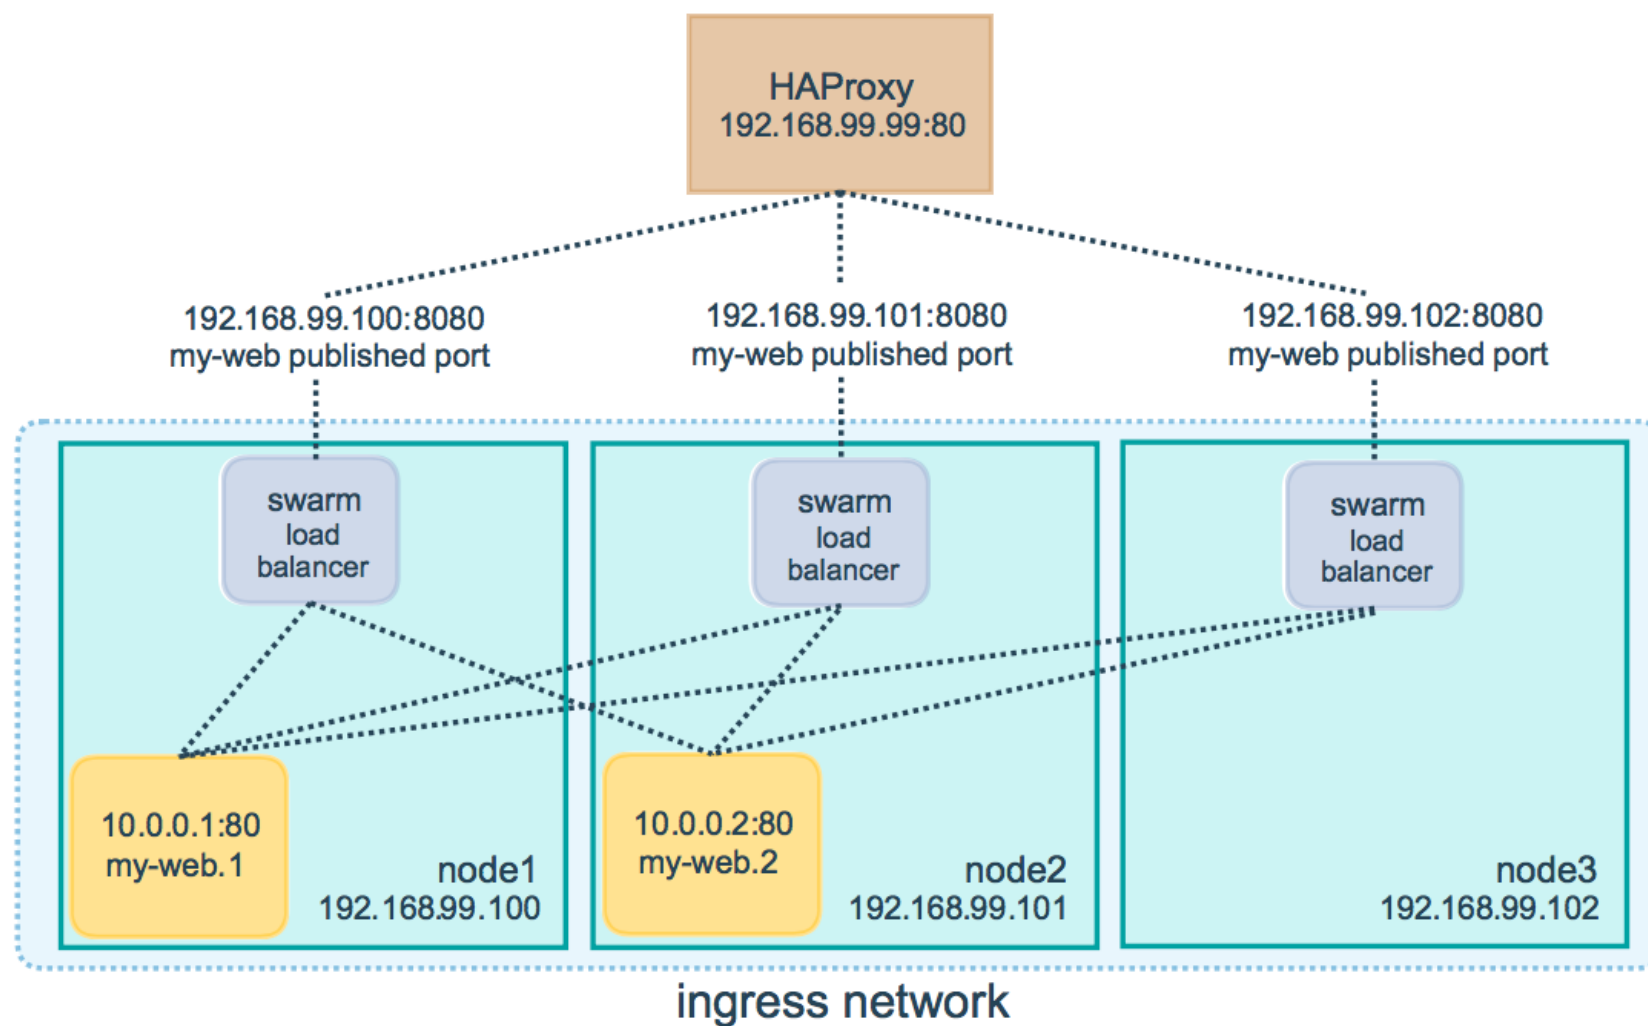 HAProxy
192.168.99.99:80
192.168.99.100:8080
my-web published port
192.168.99.101:8080
my-web published port
192.168.99.102:8080
my-web published port
swarm
load
balancer
swarm
load
balancer
swarm
load
balancer
10.0.0.1:80
my-web.1
node1
192.168.99.100
10.0.0.2:80
my-web.2
node2
192.168.99.101
node3
192.168.99.102
ingress network